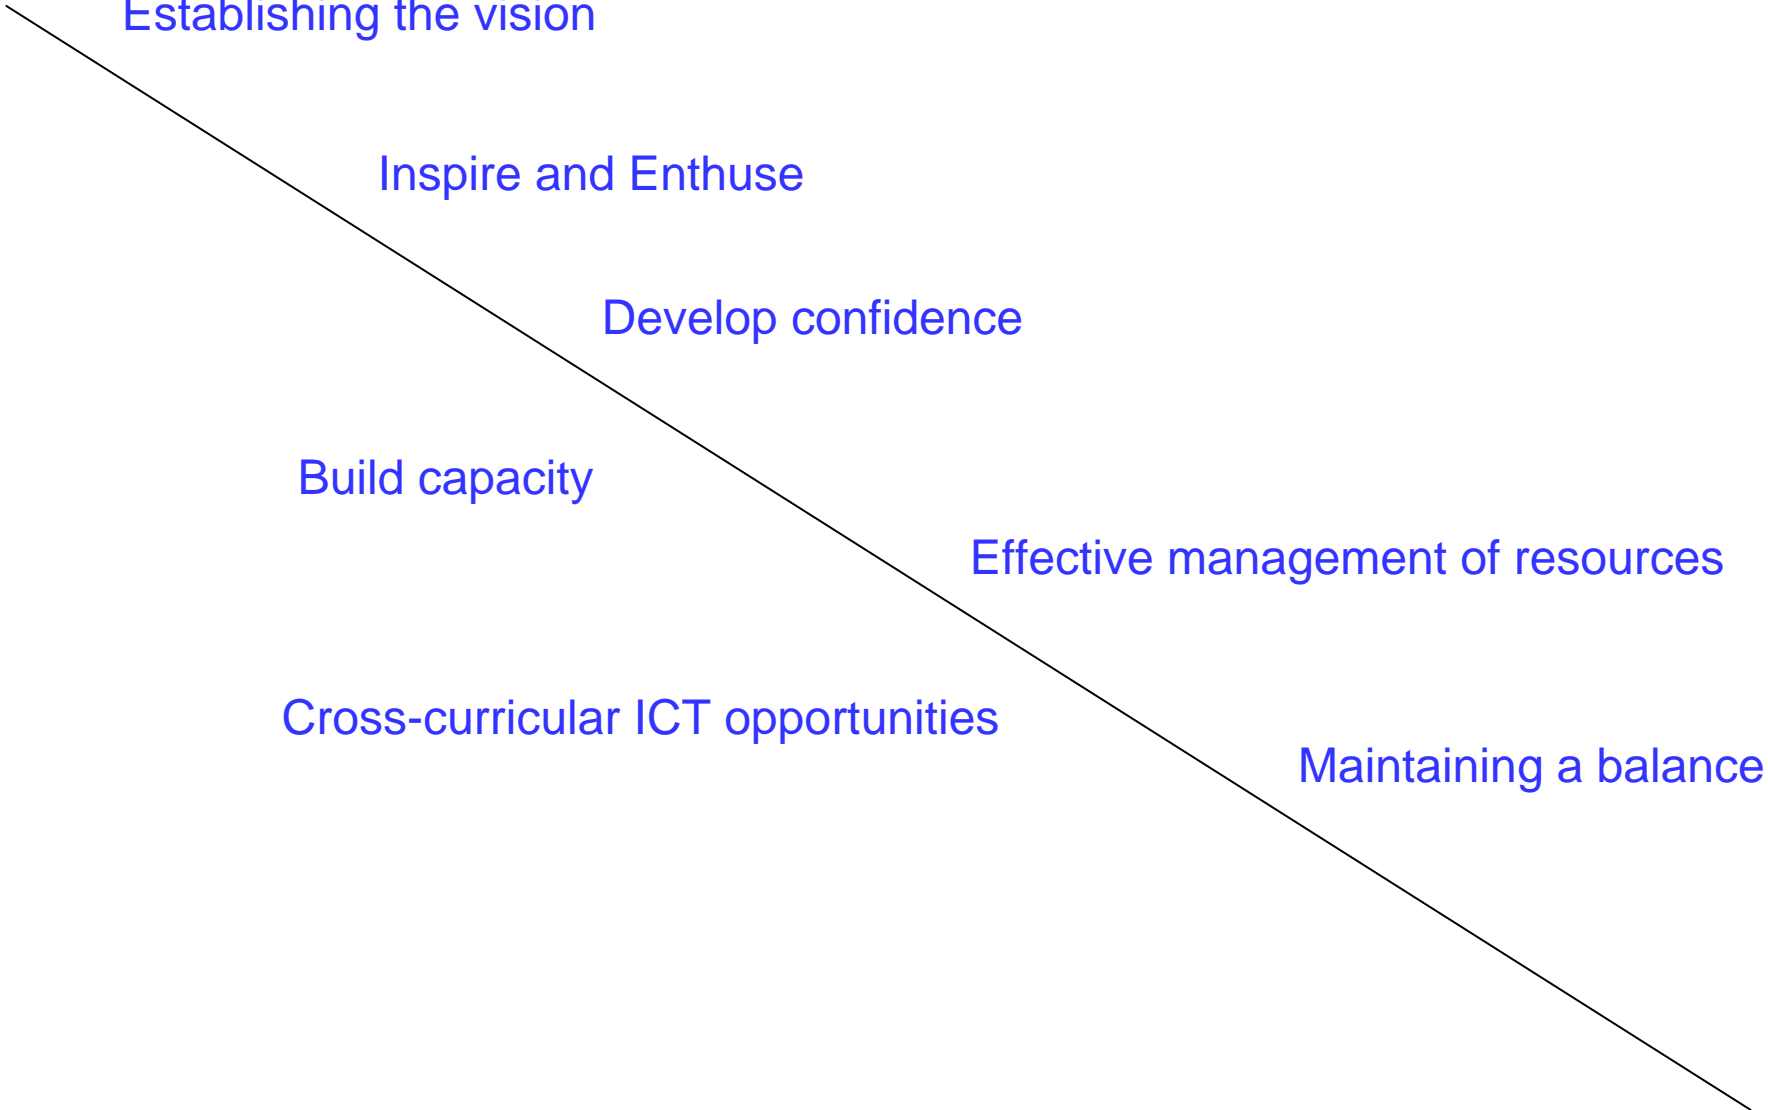 Establishing the vision
Inspire and Enthuse
Develop confidence
Build capacity
Effective management of resources
Cross-curricular ICT opportunities
Maintaining a balance